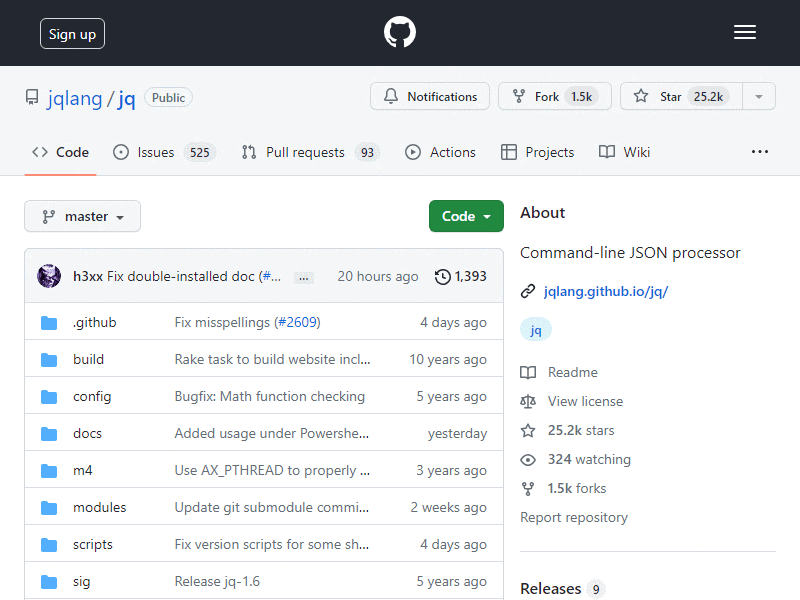 Sign up
jqlang / jq Public
Notifications Fork 1.5k Star 25.2k
Code Issues 525 Pull requests 93 Actions Projects Wiki ...
master Code
h3xx Fix double-installed doc (#... ... 20 hours ago 1,393
.github Fix misspellings (#2609) 4 days ago
build Rake task to build website incl... 10 years ago
config Bugfix: Math function checking 5 years ago
docs Added usage under Powershe... yesterday
m4 Use AX_PTHREAD to properly ... 3 years ago
modules Update git submodule commi... 2 weeks ago
scripts Fix version scripts for some sh... 4 days ago
sig Release jq-1.6 5 years ago
About
Command-line JSON processor
jqlang.github.io/jq/
jq
Readme
View license
25.2k stars
324 watching
1.5k forks
Report repository
Releases 9